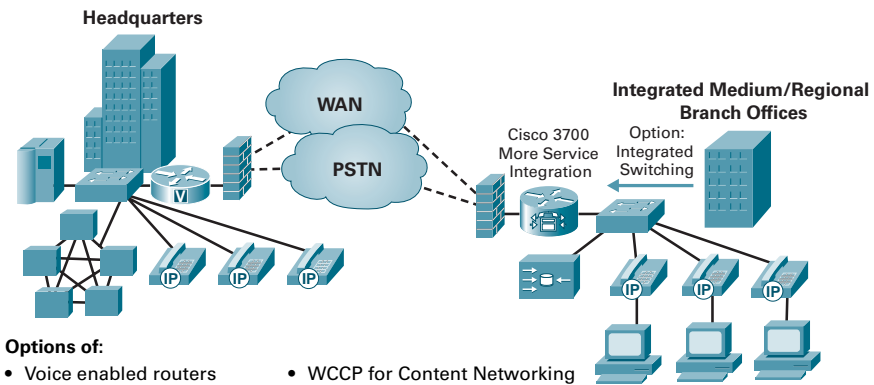 Headquarters
WAN
PSTN
Cisco 3700
More Service
Integration
Option:
Integrated
Switching
Integrated Medium/Regional
Branch Offices
V
IP
IP
IP
IP
IP
IP
Options of:
• Voice enabled routers
• WCCP for Content Networking